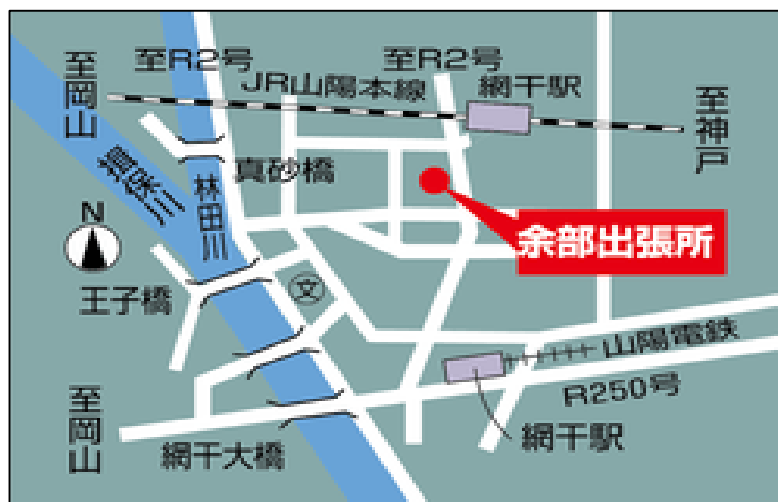 至R2号
至R2号
至岡山
JR山陽本線
網干駅
至神戸
揖保川
林田川
真砂橋
N
余部出張所
王子橋
文
山陽電鉄
R250号
至岡山
網干大橋
網干駅